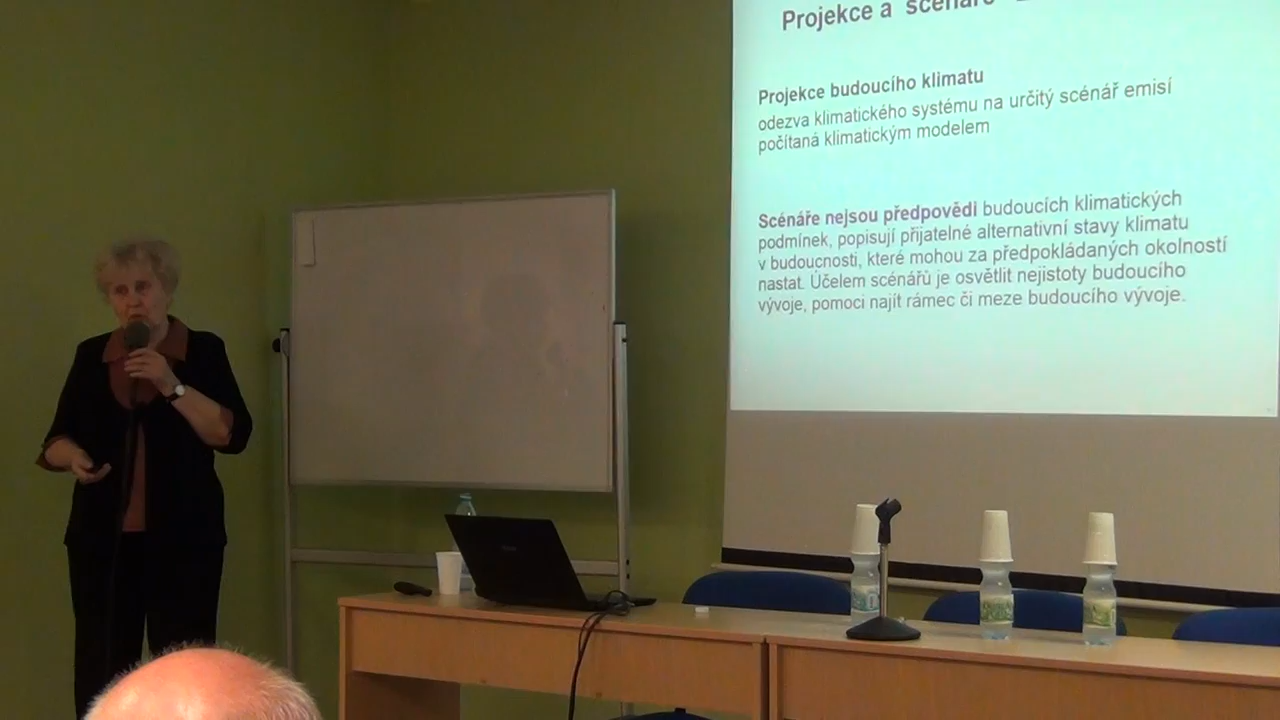 Projekce a scénáře
Projekce budoucího klimatu
odezva klimatického systému na určitý scénář emisí
počítaná klimatickým modelem
Scénáře nejsou předpovědi budoucích klimatických
podmínek, popisují přijatelné alternativní stavy klimatu
v budoucnosti, které mohou za předpokládaných okolností
nastat. Účelem scénářů je osvětlit nejistoty budoucího
vývoje, pomoci najít rámec či meze budoucího vývoje.